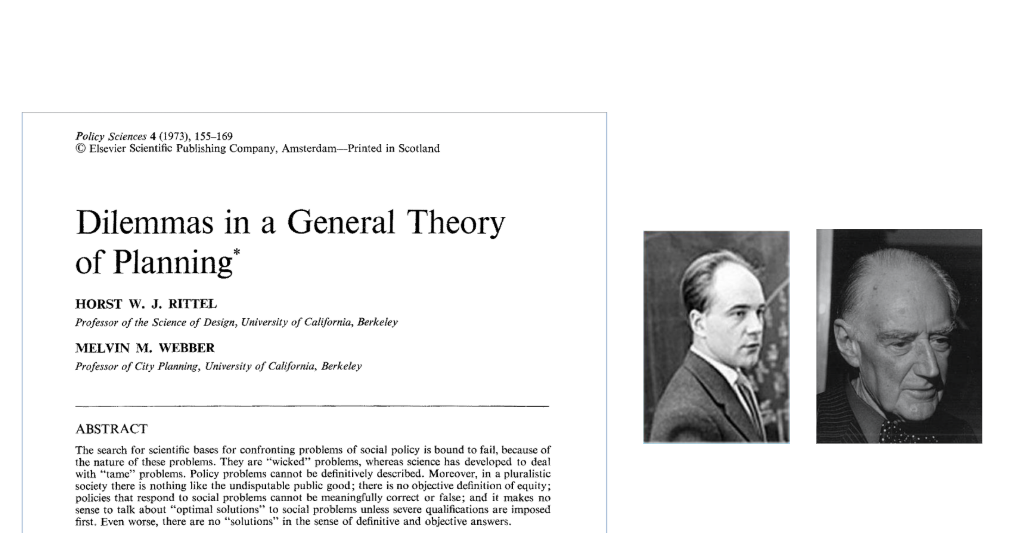 Policy Sciences 4 (1973), 155–169
© Elsevier Scientific Publishing Company, Amsterdam—Printed in Scotland
Dilemmas in a General Theory
of Planning*
HORST W. J. RITTEL
Professor of the Science of Design, University of California, Berkeley
MELVIN M. WEBBER
Professor of City Planning, University of California, Berkeley
ABSTRACT
The search for scientific bases for confronting problems of social policy is bound to fail, because of
the nature of these problems. They are “wicked” problems, whereas science has developed to deal
with “tame” problems. Policy problems cannot be definitively described. Moreover, in a pluralistic
society there is nothing like the undisputable public good; there is no objective definition of equity;
policies that respond to social problems cannot be meaningfully correct or false; and it makes no
sense to talk about “optimal solutions” to social problems unless severe qualifications are imposed
first. Even worse, there are no “solutions” in the sense of definitive and objective answers.